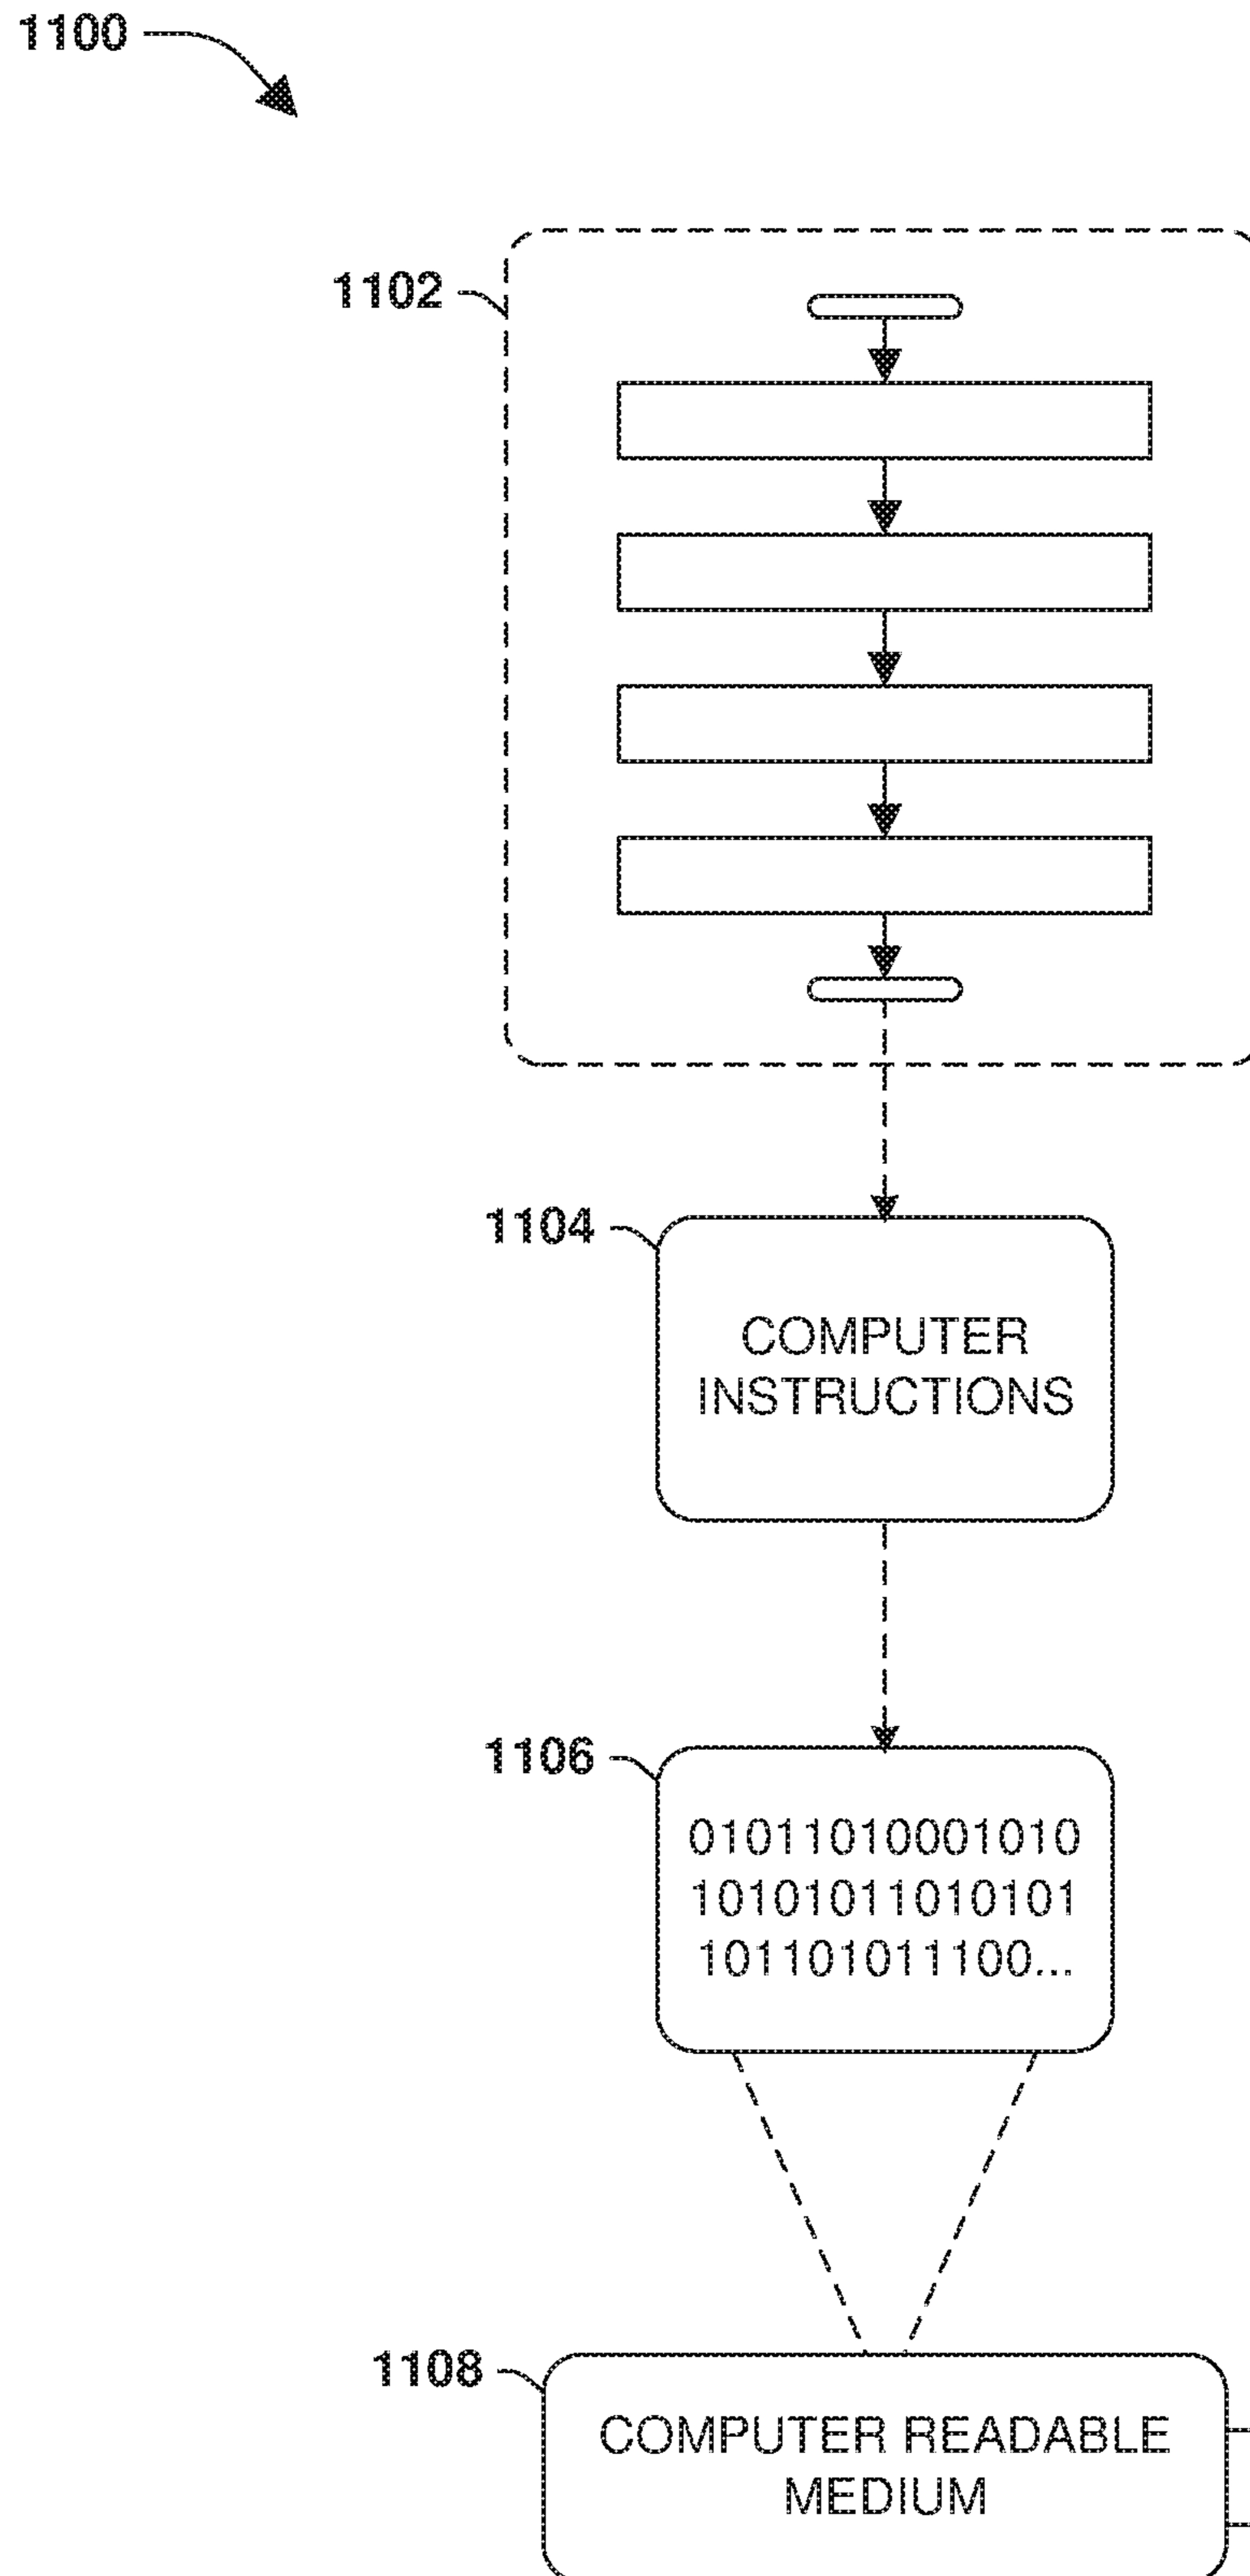 1100
1102
1104
COMPUTER
INSTRUCTIONS
1106
01011010001010
10101011010101
101101011100...
1108
COMPUTER READABLE
MEDIUM